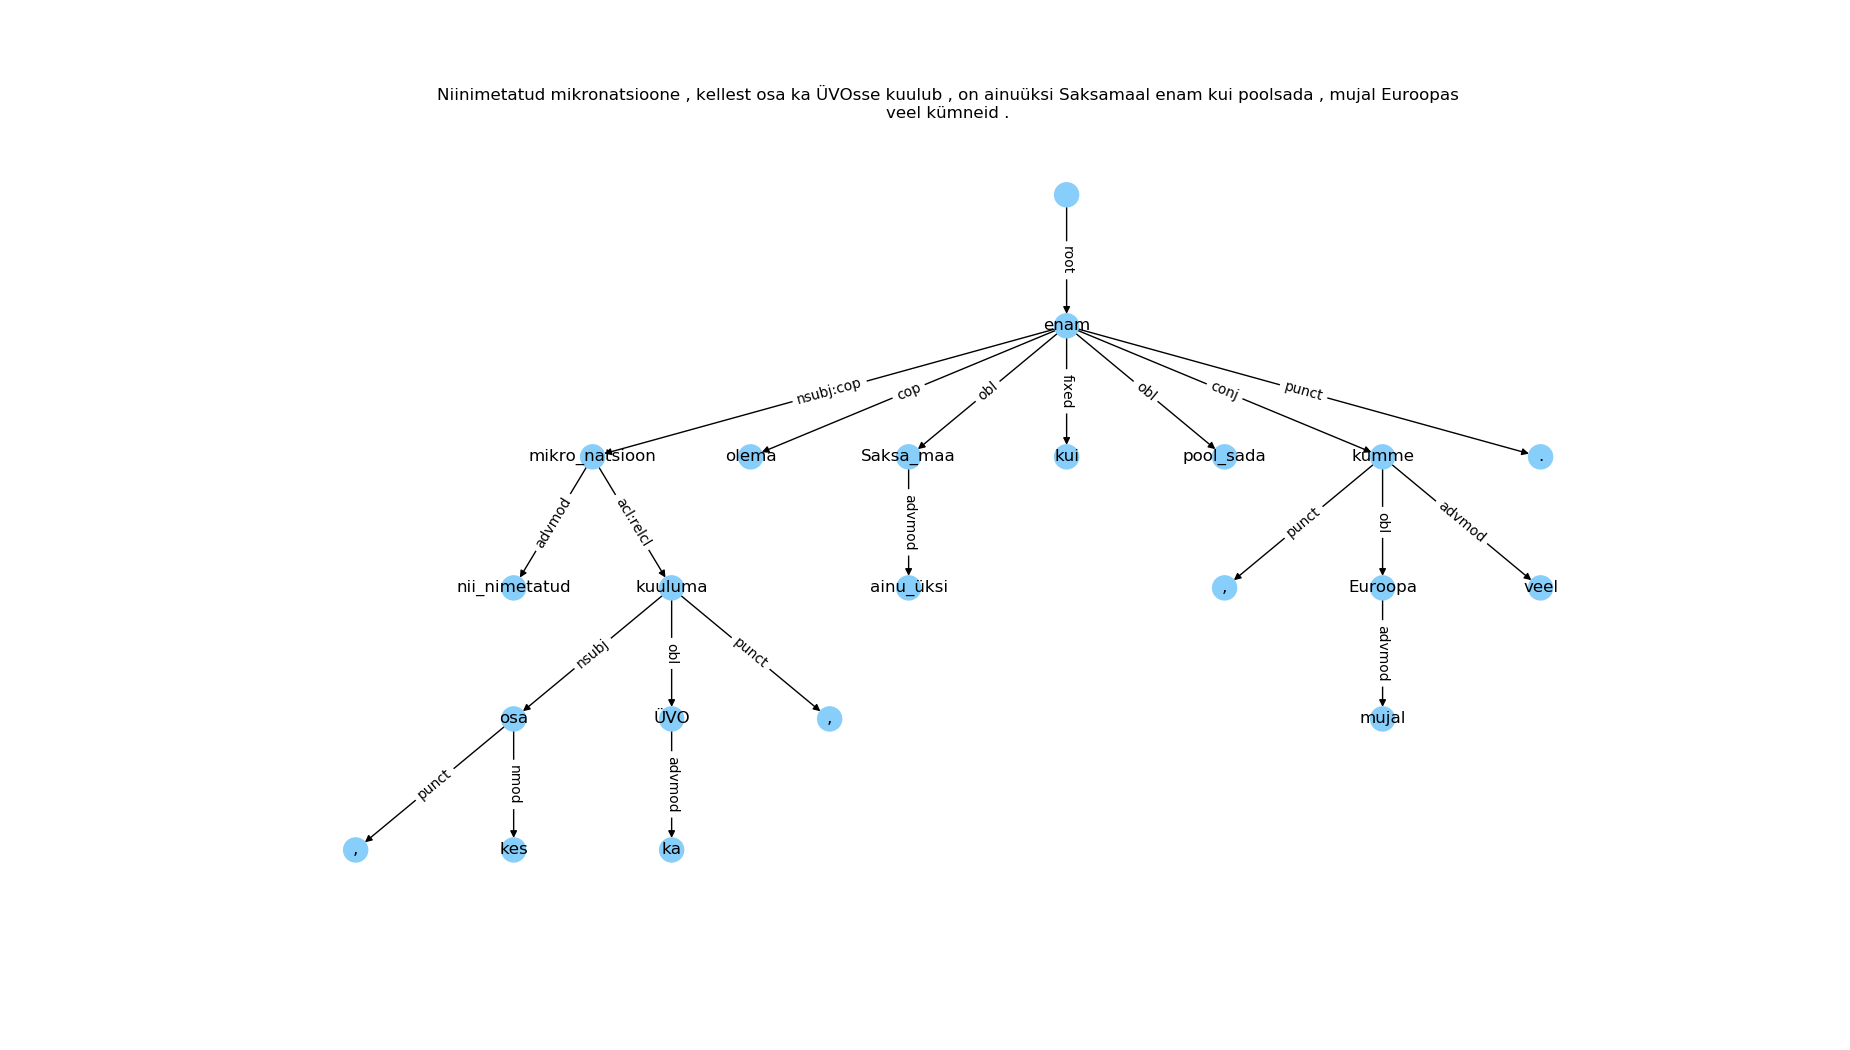 Niinimetatud mikronatsioone , kellest osa ka ÜVOsse kuulub , on ainuüksi Saksamaal enam kui poolsada , mujal Euroopas
veel kümneid .
root
enam
nsubj:cop cop obl fixed obl conj punct
mikro_natsioon olema Saksa_maa kui pool_sada kümme .
advmod acl:relcl advmod punct obl advmod
nii_nimetatud kuuluma ainu_üksi , Euroopa veel
nsubj obl punct advmod
osa ÜVO , mujal
punct nmod advmod
, kes ka